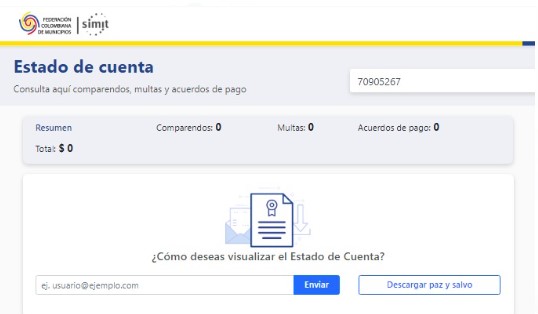 FEDERACIÓN
COLOMBIANA
DE MUNICIPIOS
simit
Estado de cuenta
Consulta aquí comparendos, multas y acuerdos de pago
70905267
Resumen Comparendos: 0 Multas: 0 Acuerdos de pago: 0
Total: $ 0
¿Cómo deseas visualizar el Estado de Cuenta?
ej. usuario@ejemplo.com Enviar Descargar paz y salvo